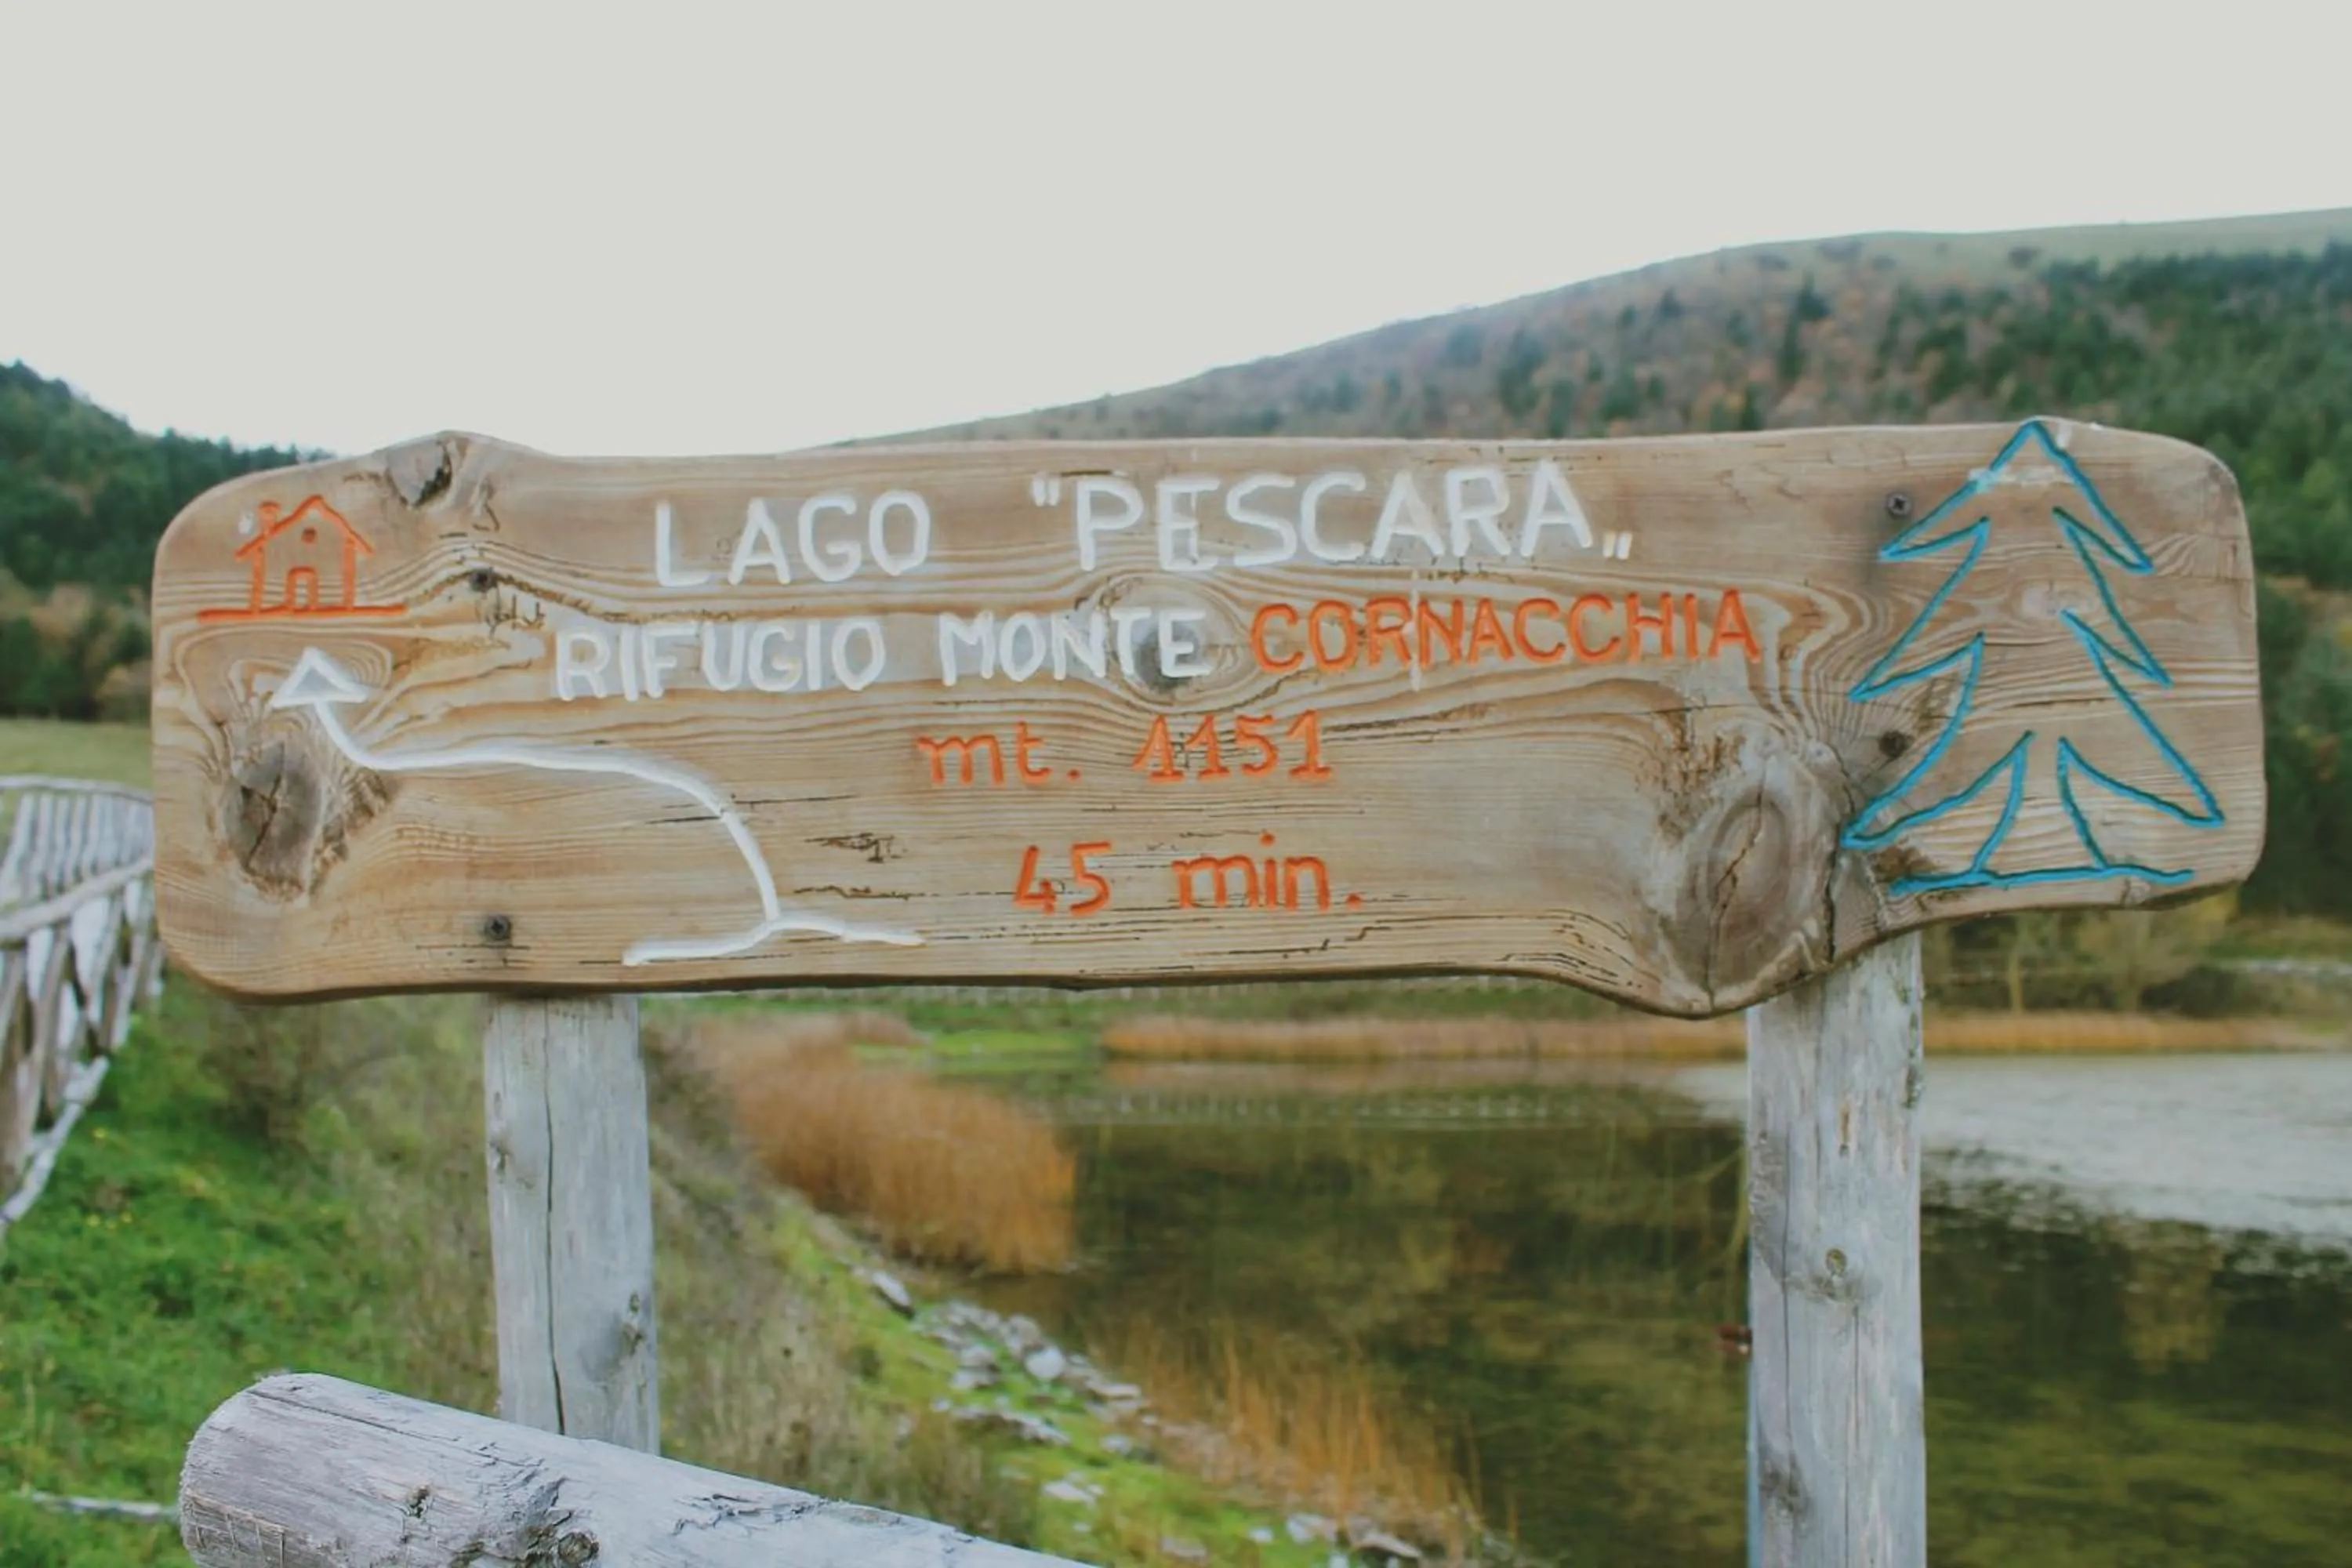 LAGO "PESCARA„
RIFUGIO MONTE CORNACCHIA
mt. 1151
45 min.